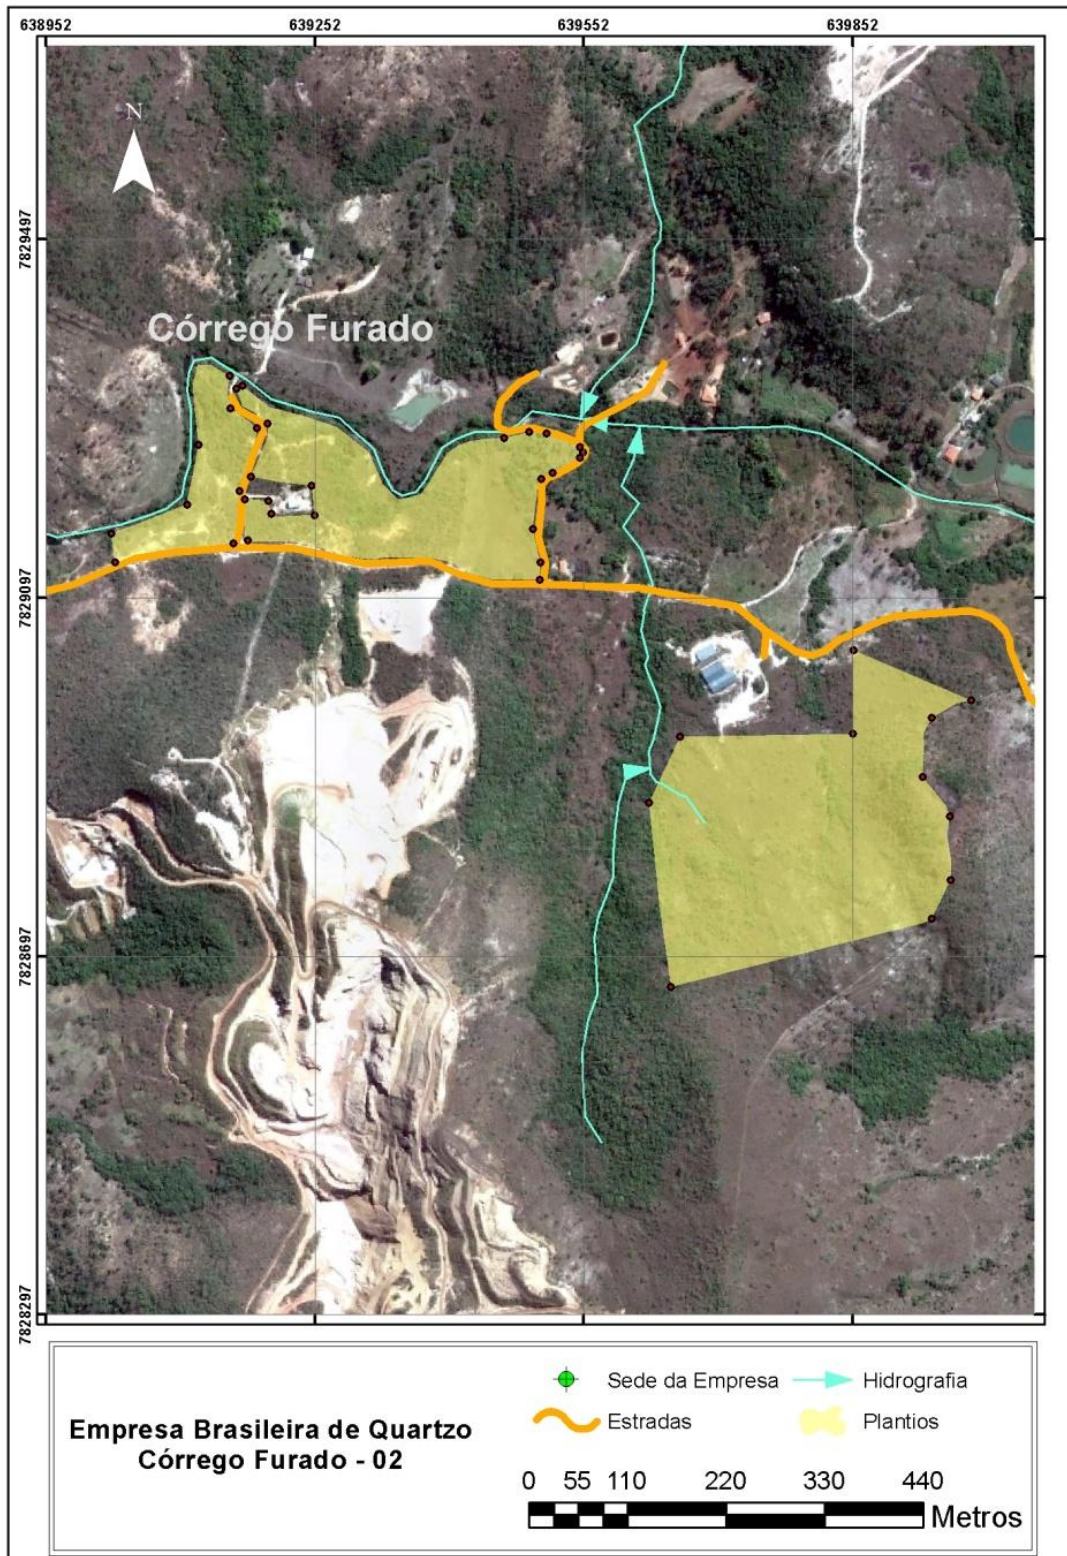 638952 639252 639552 639852
N
7829497
Córrego Furado
7829097
7828697
7828297
Sede da Empresa Hidrografia
Estradas Plantios
Empresa Brasileira de Quartzo
Córrego Furado - 02
0 55 110 220 330 440
Metros